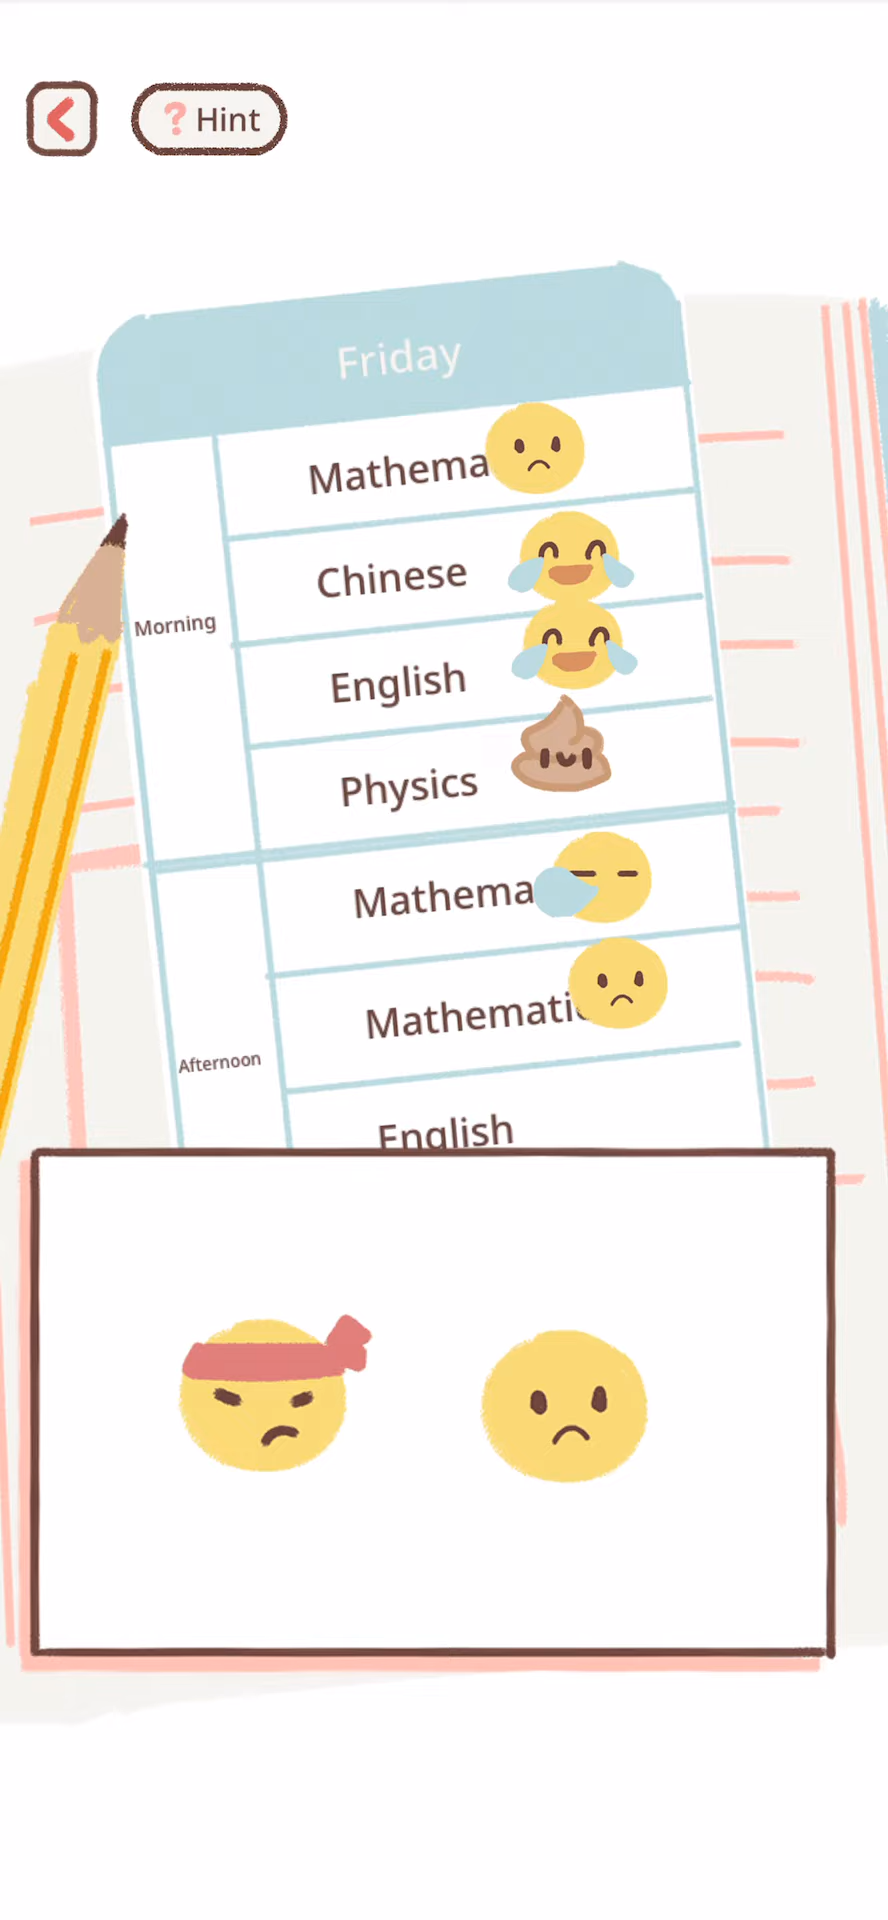 ? Hint
Friday
Morning
Mathema
Chinese
English
Physics
Afternoon
Mathema
Mathemati
English